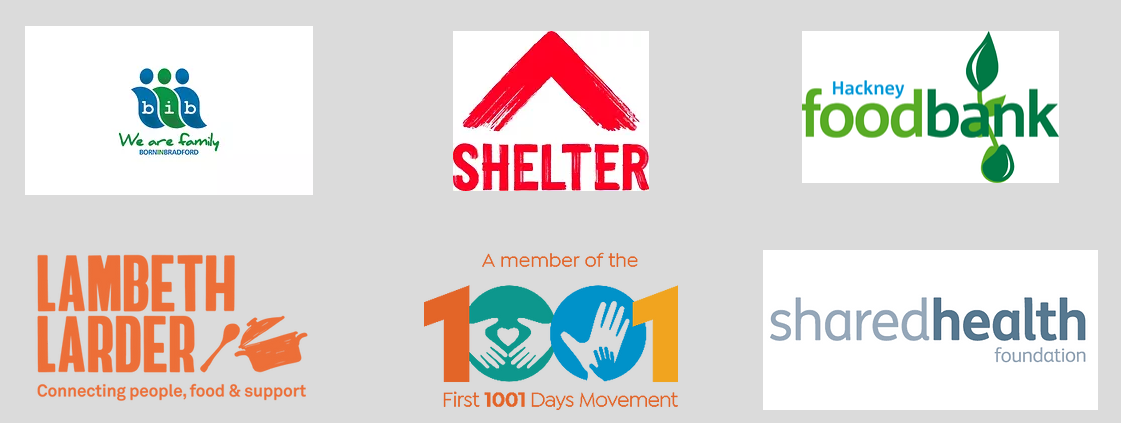 bib
We are family
BORNINBRADFORD
SHELTER
Hackney
foodbank
LAMBETH
LARDER
Connecting people, food & support
A member of the
1001
First 1001 Days Movement
sharedhealth
foundation